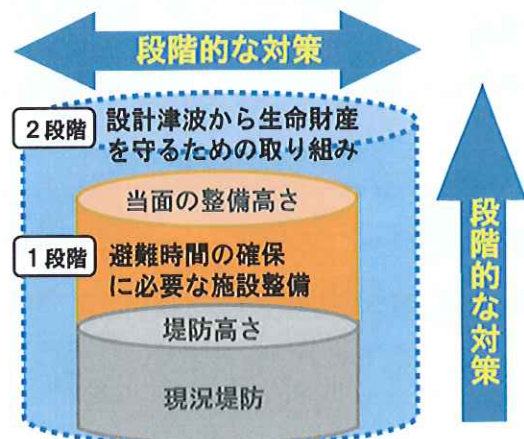 段階的な対策
2段階
設計津波から生命財産
を守るための取り組み
当面の整備高さ
1段階
避難時間の確保
に必要な施設整備
堤防高さ
現況堤防
段階的な対策